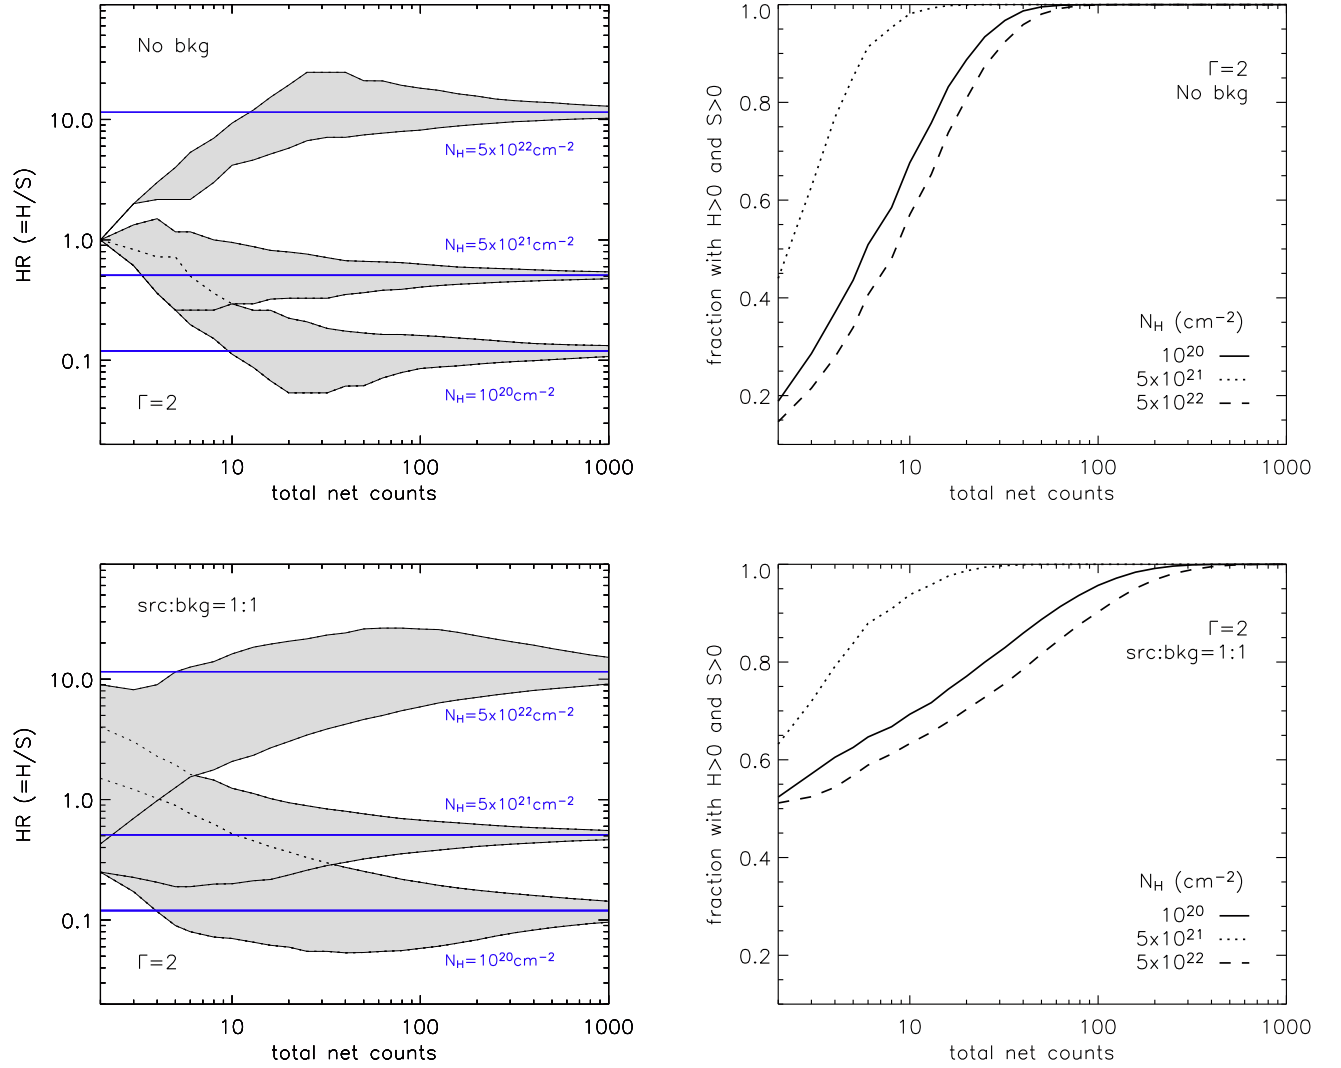 No bkg
10.0
1.0
0.1
HR (=H/S)
N_H=5x10^22cm^-2
N_H=5x10^21cm^-2
N_H=10^20cm^-2
Γ=2
10 100 1000
total net counts
1.0
0.8
0.6
0.4
0.2
fraction with H>0 and S>0
Γ=2
No bkg
N_H (cm^-2)
10^20
5x10^21
5x10^22
10 100 1000
total net counts
src:bkg=1:1
10.0
1.0
0.1
HR (=H/S)
N_H=5x10^22cm^-2
N_H=5x10^21cm^-2
N_H=10^20cm^-2
Γ=2
10 100 1000
total net counts
1.0
0.8
0.6
0.4
0.2
fraction with H>0 and S>0
Γ=2
src:bkg=1:1
N_H (cm^-2)
10^20
5x10^21
5x10^22
10 100 1000
total net counts